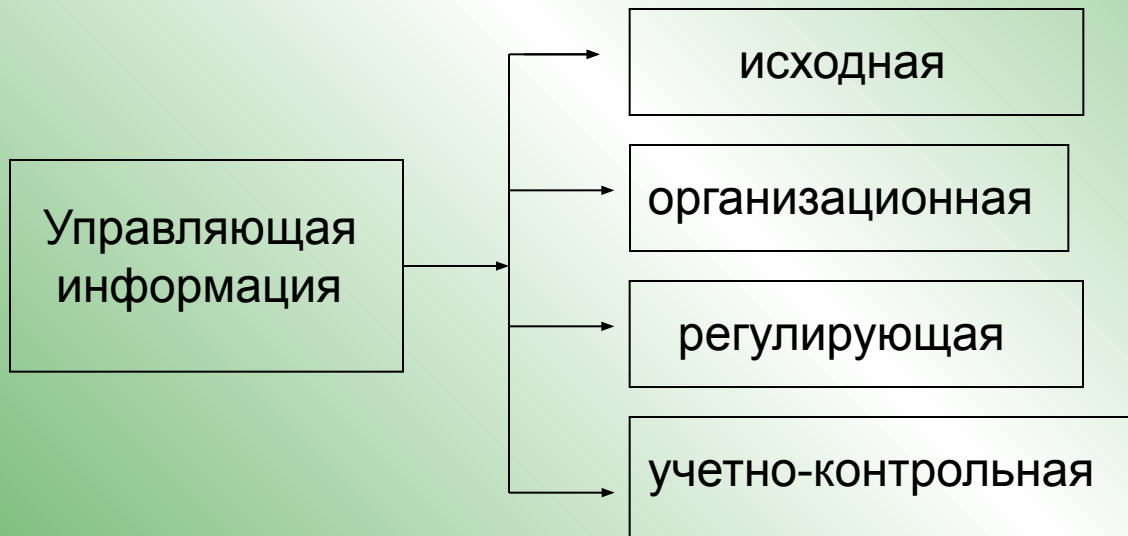 исходная
организационная
Управляющая
информация
регулирующая
учетно-контрольная